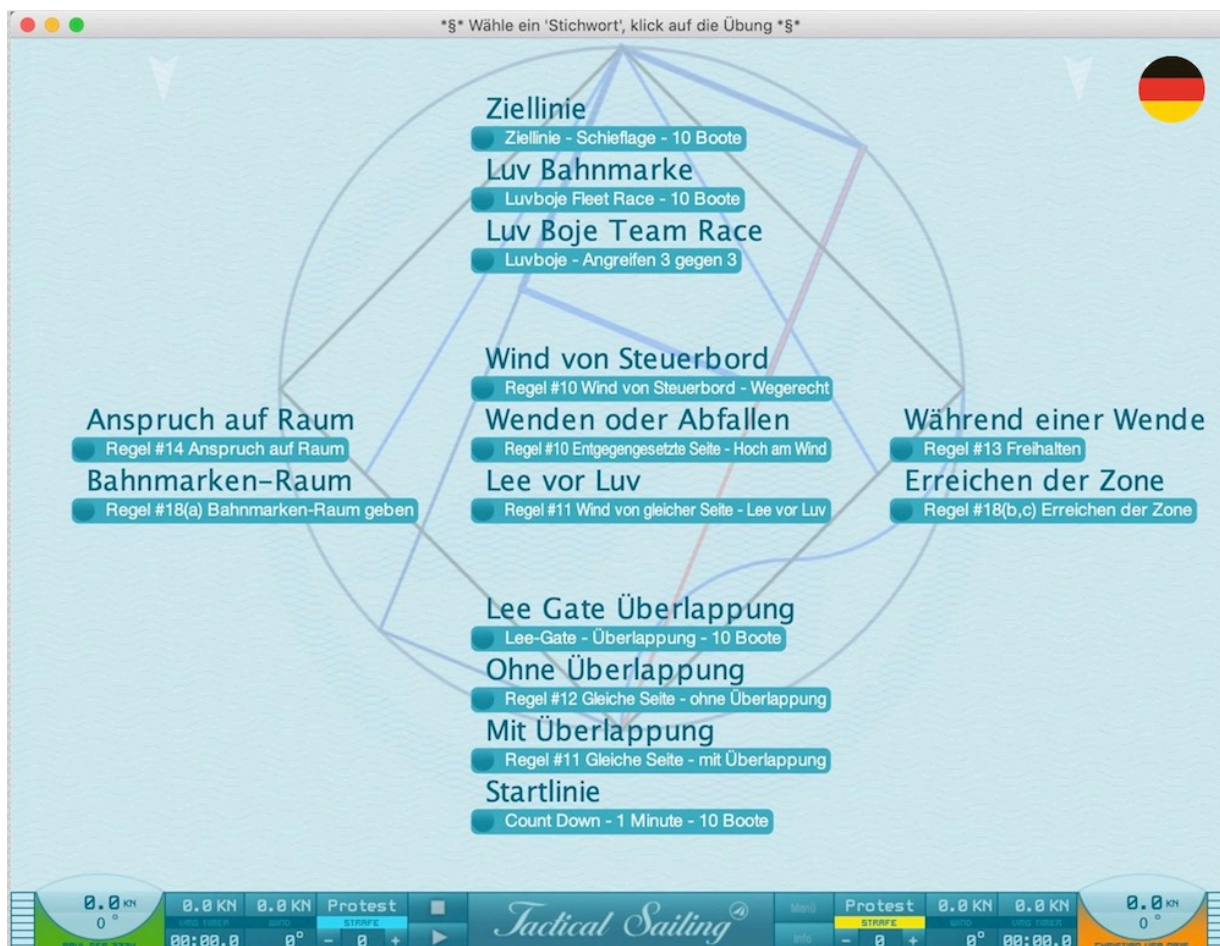 *§* Wähle ein 'Stichwort', klick auf die Übung *§*
Ziellinie
Ziellinie - Schieflage - 10 Boote
Luv Bahnmarke
Luvboje Fleet Race - 10 Boote
Luv Boje Team Race
Luvboje - Angreifen 3 gegen 3
Wind von Steuerbord
Regel #10 Wind von Steuerbord - Wegerecht
Anspruch auf Raum
Regel #14 Anspruch auf Raum
Wenden oder Abfallen
Regel #10 Entgegengesetzte Seite - Hoch am Wind
Während einer Wende
Regel #13 Freihalten
Bahnmarken-Raum
Regel #18(a) Bahnmarken-Raum geben
Lee vor Luv
Regel #11 Wind von gleicher Seite - Lee vor Luv
Erreichen der Zone
Regel #18(b,c) Erreichen der Zone
Lee Gate Überlappung
Lee-Gate - Überlappung - 10 Boote
Ohne Überlappung
Regel #12 Gleiche Seite - ohne Überlappung
Mit Überlappung
Regel #11 Gleiche Seite - mit Überlappung
Startlinie
Count Down - 1 Minute - 10 Boote
0.0 KN
0°
0.0 KN 0.0 KN Protest
VMG TIMER WIND STRAFE
00:00.0 0° - 0 +
Tactical Sailing
Menü
Info
Protest 0.0 KN 0.0 KN
STRAFE WIND VMG TIMER
- 0 + 0° 00:00.0
0.0 KN
0°